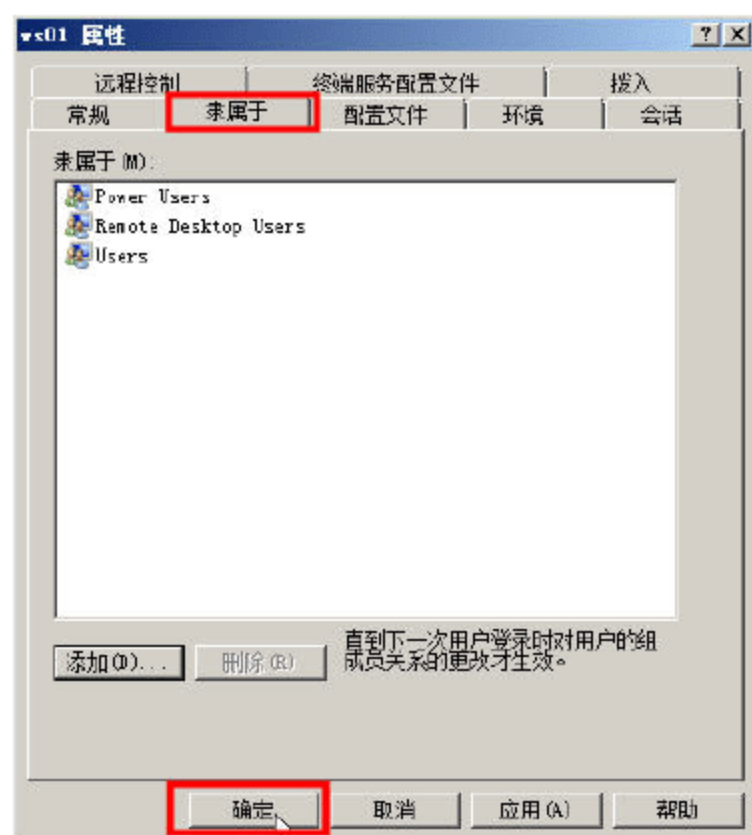 ws01 属性
远程控制 终端服务配置文件 拨入
常规 隶属于 配置文件 环境 会话
隶属于(M):
Power Users
Remote Desktop Users
Users
添加(D)... 删除(R)
直到下一次用户登录时对用户的组
成员关系的更改才生效。
确定 取消 应用(A) 帮助